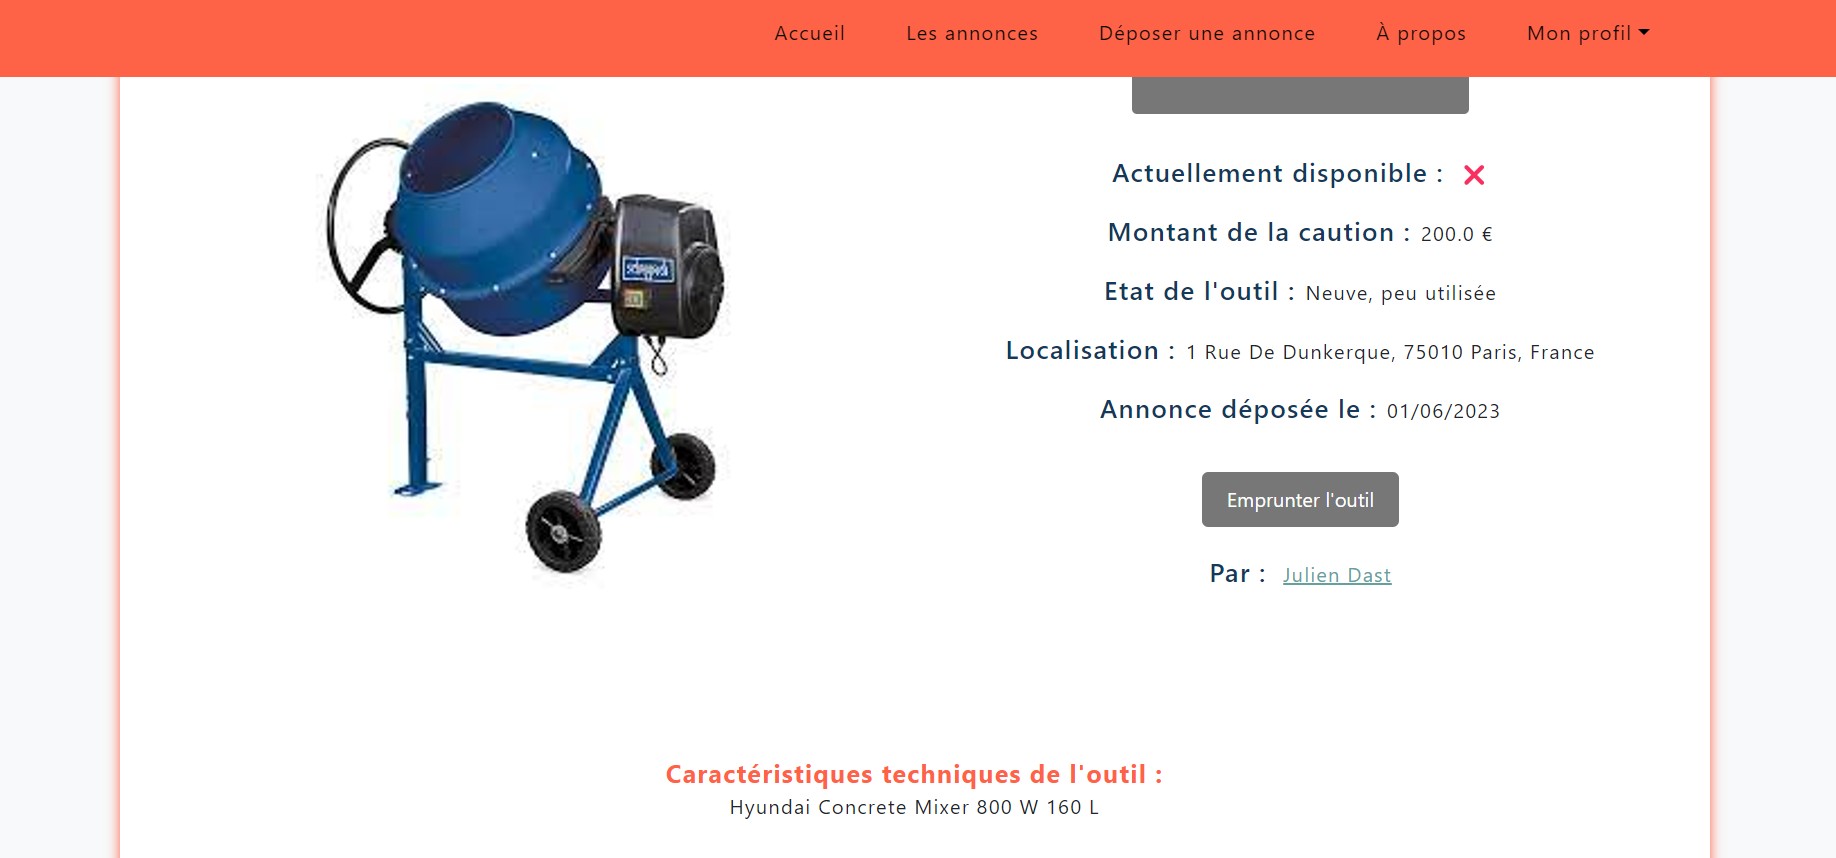 Accueil
Les annonces
Déposer une annonce
À propos
Mon profil
Actuellement disponible :
Montant de la caution : 200.0 €
Etat de l'outil : Neuve, peu utilisée
Localisation : 1 Rue De Dunkerque, 75010 Paris, France
Annonce déposée le : 01/06/2023
Emprunter l'outil
Par : Julien Dast
scheppach
Caractéristiques techniques de l'outil :
Hyundai Concrete Mixer 800 W 160 L